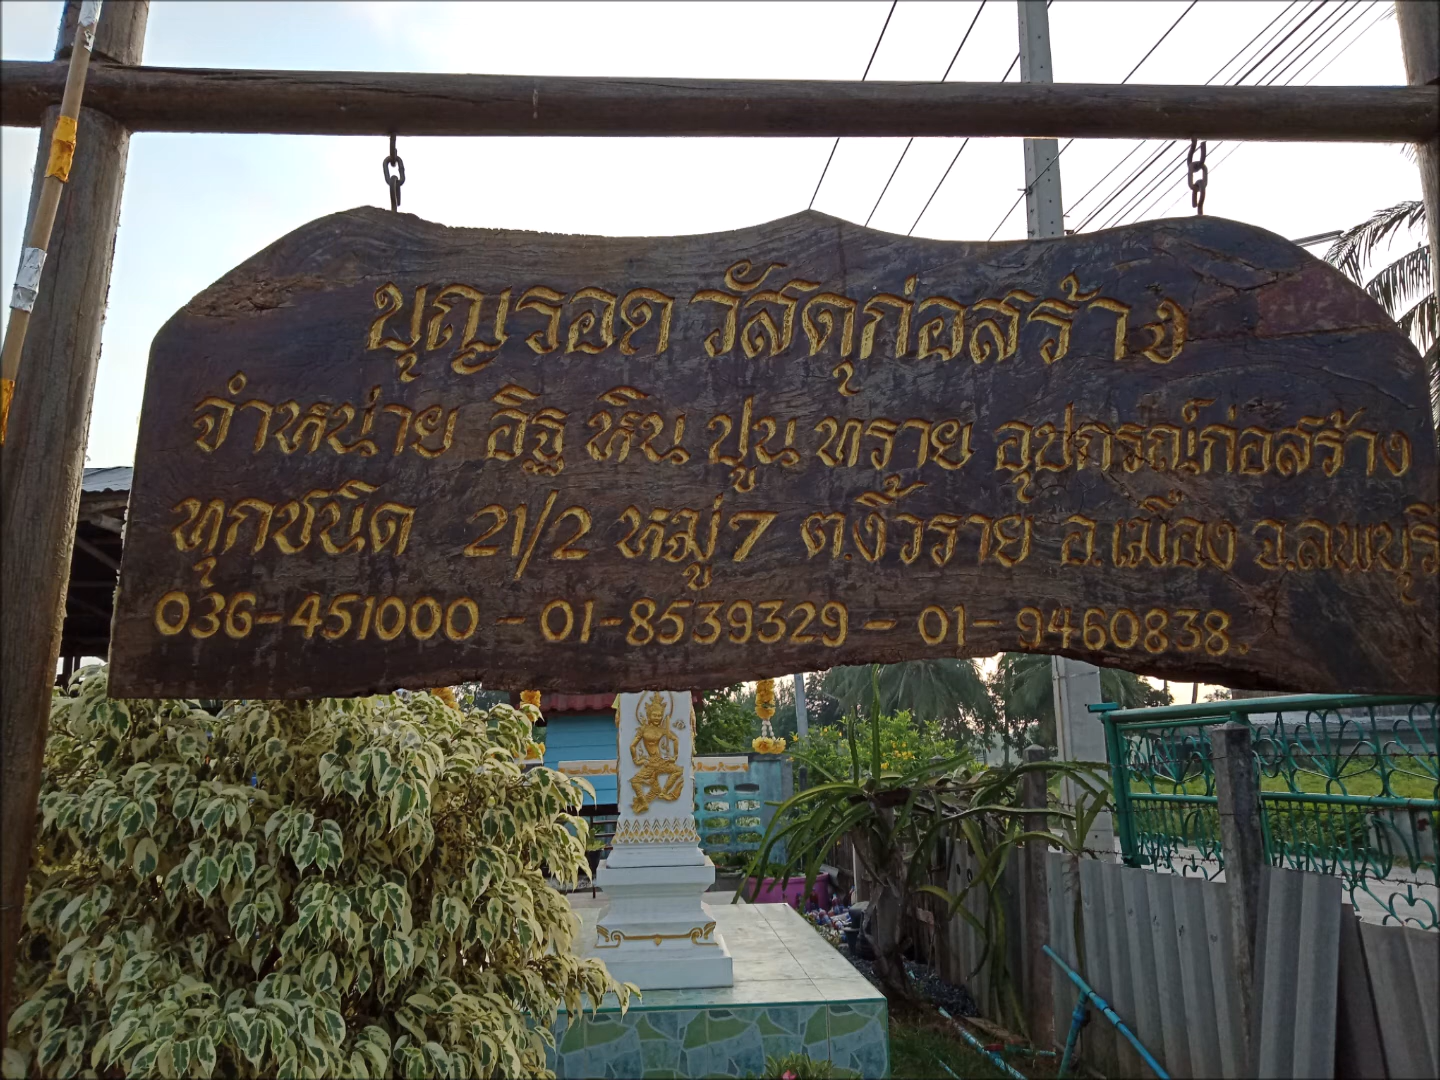 บุญรอด วัสดุก่อสร้าง
จำหน่าย อิฐ หิน ปูน ทราย อุปกรณ์ก่อสร้าง
ทุกชนิด 21/2 หมู่ 7 ต.งิ้วราย อ.เมือง จ.ลพบุรี
036-451000 - 01-8539329 - 01-9460838.